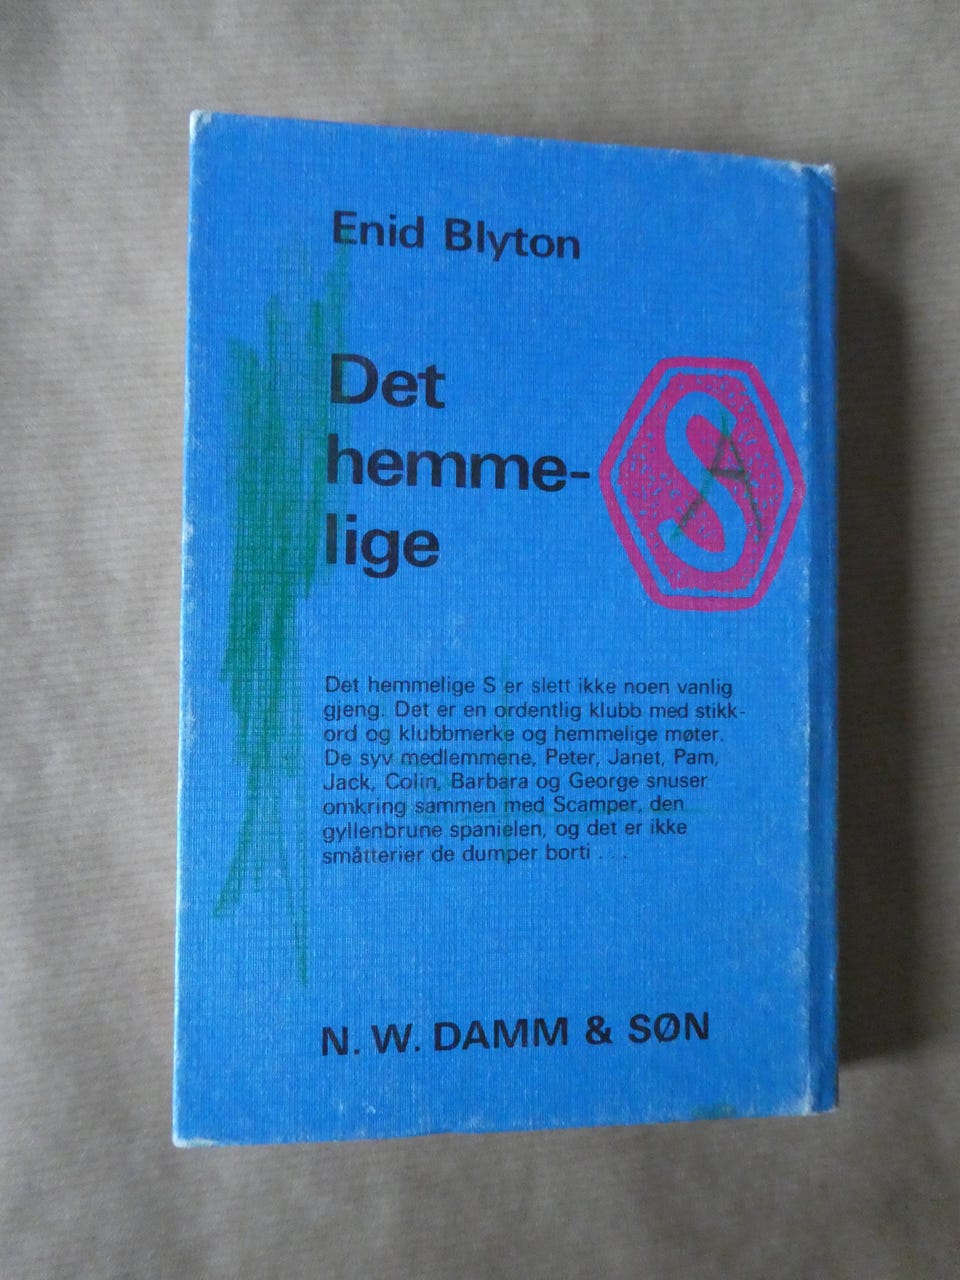 Enid Blyton
Det
hemme-
lige
S
A
Det hemmelige S er slett ikke noen vanlig
gjeng. Det er en ordentlig klubb med stikk-
ord og klubbmerke og hemmelige møter.
De syv medlemmene, Peter, Janet, Pam,
Jack, Colin, Barbara og George snuser
omkring sammen med Scamper, den
gyllenbrune spanielen, og det er ikke
småtterier de dumper borti . . .
N. W. DAMM & SØN